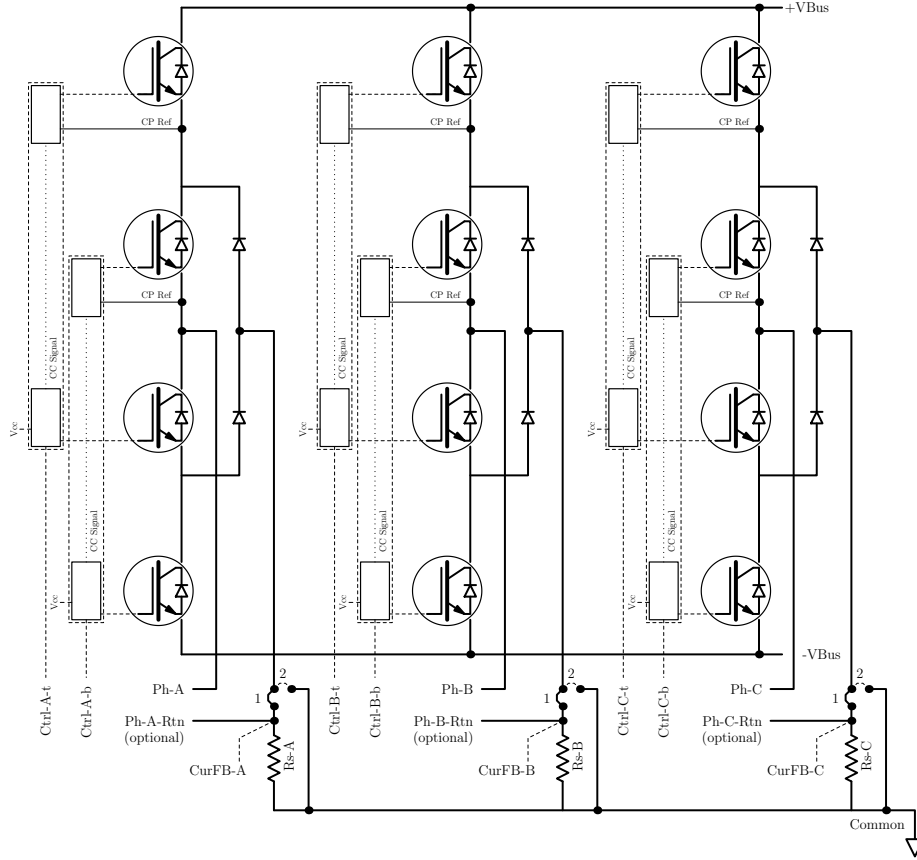 +VBus
CP Ref
CP Ref
CP Ref
CP Ref
CP Ref
CP Ref
CC Signal
CC Signal
CC Signal
Vcc
Vcc
Vcc
CC Signal
CC Signal
CC Signal
Vcc
Vcc
Vcc
-VBus
Ctrl-A-t
Ctrl-A-b
Ph-A
1
2
Ctrl-B-t
Ctrl-B-b
Ph-B
1
2
Ctrl-C-t
Ctrl-C-b
Ph-C
1
2
Ph-A-Rtn
(optional)
Ph-B-Rtn
(optional)
Ph-C-Rtn
(optional)
CurFB-A
Rs-A
CurFB-B
Rs-B
CurFB-C
Rs-C
Common